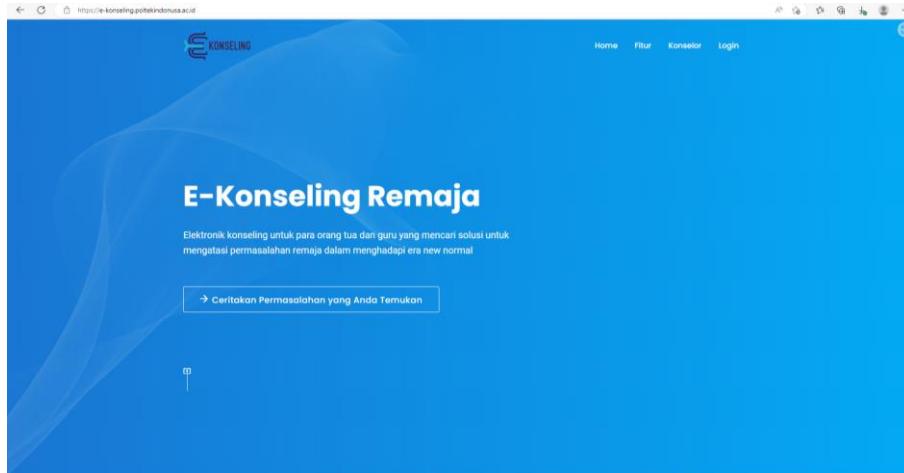 https://e-konseling.poltekindonusa.ac.id
KONSELING
Home Fitur Konselor Login
E-Konseling Remaja
Elektronik konseling untuk para orang tua dan guru yang mencari solusi untuk
mengatasi permasalahan remaja dalam menghadapi era new normal
→ Ceritakan Permasalahan yang Anda Temukan